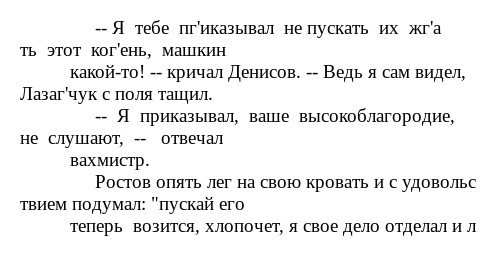 -- Я тебе пг'иказывал не пускать их жг'а
ть этот ког'ень, машкин
какой-то! -- кричал Денисов. -- Ведь я сам видел,
Лазаг'чук с поля тащил.
-- Я приказывал, ваше высокоблагородие,
не слушают, -- отвечал
вахмистр.
Ростов опять лег на свою кровать и с удовольс
твием подумал: "пускай его
теперь возится, хлопочет, я свое дело отделал и л